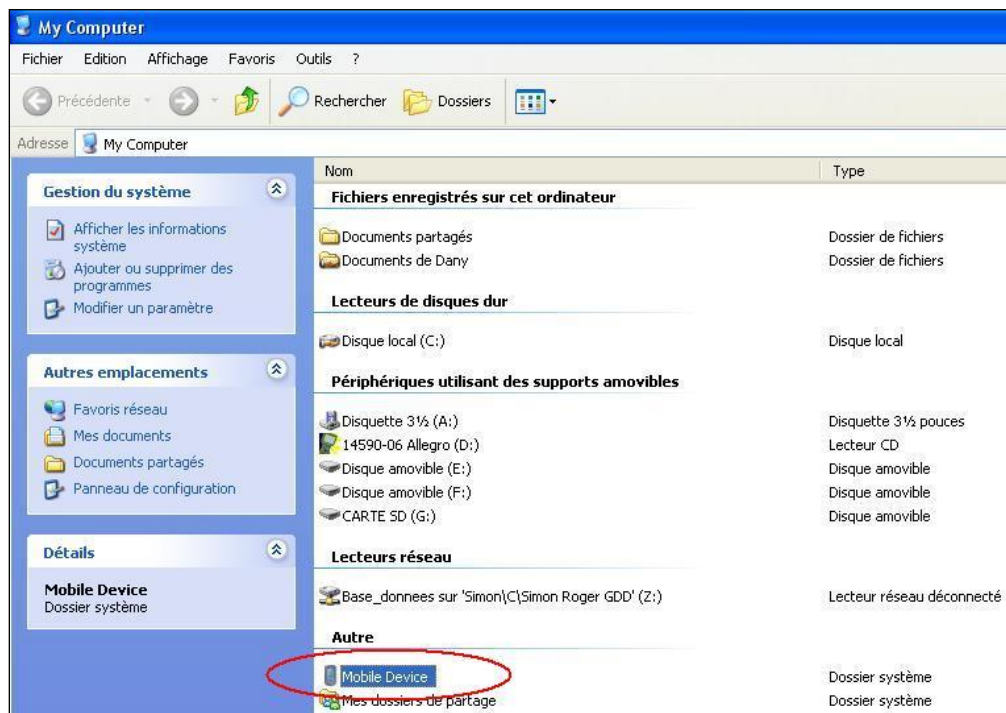 My Computer
Fichier Edition Affichage Favoris Outils ?
Précédente Rechercher Dossiers
Adresse My Computer
Gestion du système
Afficher les informations
système
Ajouter ou supprimer des
programmes
Modifier un paramètre
Autres emplacements
Favoris réseau
Mes documents
Documents partagés
Panneau de configuration
Détails
Mobile Device
Dossier système
Nom Type
Fichiers enregistrés sur cet ordinateur
Documents partagés Dossier de fichiers
Documents de Dany Dossier de fichiers
Lecteurs de disques dur
Disque local (C:) Disque local
Périphériques utilisant des supports amovibles
Disquette 3½ (A:) Disquette 3½ pouces
14590-06 Allegro (D:) Lecteur CD
Disque amovible (E:) Disque amovible
Disque amovible (F:) Disque amovible
CARTE SD (G:) Disque amovible
Lecteurs réseau
Base_donnees sur 'Simon\C\Simon Roger GDD' (Z:) Lecteur réseau déconnecté
Autre
Mobile Device Dossier système
Mes dossiers de partage Dossier système